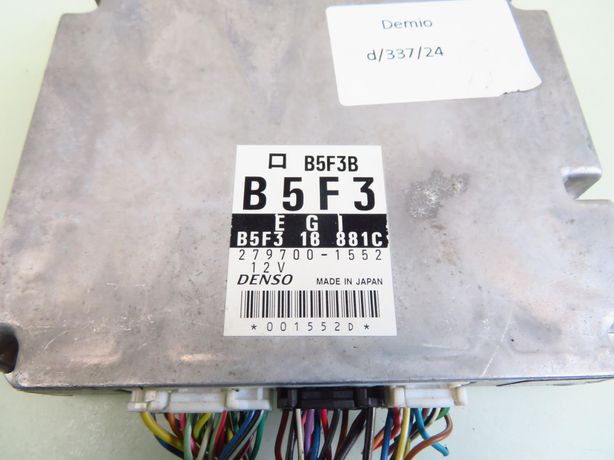 Demio
d/337/24
B5F3B
B5F3
EGI
B5F3 18 881C
279700-1552
12V
DENSO MADE IN JAPAN
*001552D*